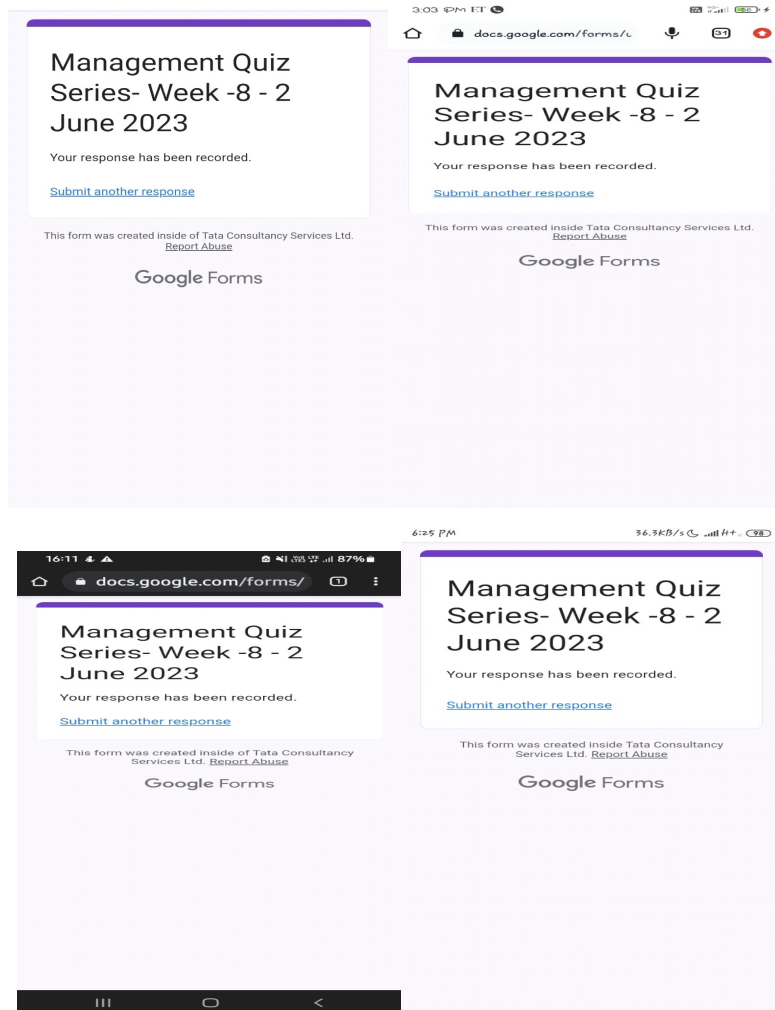 Management Quiz
Series- Week -8 - 2
June 2023
Your response has been recorded.
Submit another response
This form was created inside of Tata Consultancy Services Ltd.
Report Abuse
Google Forms
3:03 PM ET
docs.google.com/forms/u
31
Management Quiz
Series- Week -8 - 2
June 2023
Your response has been recorded.
Submit another response
This form was created inside Tata Consultancy Services Ltd.
Report Abuse
Google Forms
16:11 87%
docs.google.com/forms/
1
Management Quiz
Series- Week -8 - 2
June 2023
Your response has been recorded.
Submit another response
This form was created inside of Tata Consultancy
Services Ltd. Report Abuse
Google Forms
6:25 PM 36.3KB/s H+ 98
Management Quiz
Series- Week -8 - 2
June 2023
Your response has been recorded.
Submit another response
This form was created inside Tata Consultancy
Services Ltd. Report Abuse
Google Forms